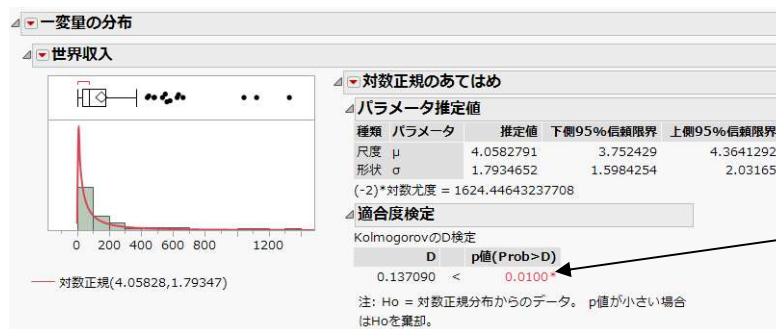 一変量の分布
世界収入
0 200 400 600 800 1200
対数正規(4.05828,1.79347)
対数正規のあてはめ
パラメータ推定値
種類 パラメータ 推定値 下側95%信頼限界 上側95%信頼限界
尺度 μ 4.0582791 3.752429 4.3641292
形状 σ 1.7934652 1.5984254 2.03165
(-2)*対数尤度 = 1624.44643237708
適合度検定
KolmogorovのD検定
D p値(Prob>D)
0.137090 < 0.0100*
注: Ho = 対数正規分布からのデータ。 p値が小さい場合
はHoを棄却。